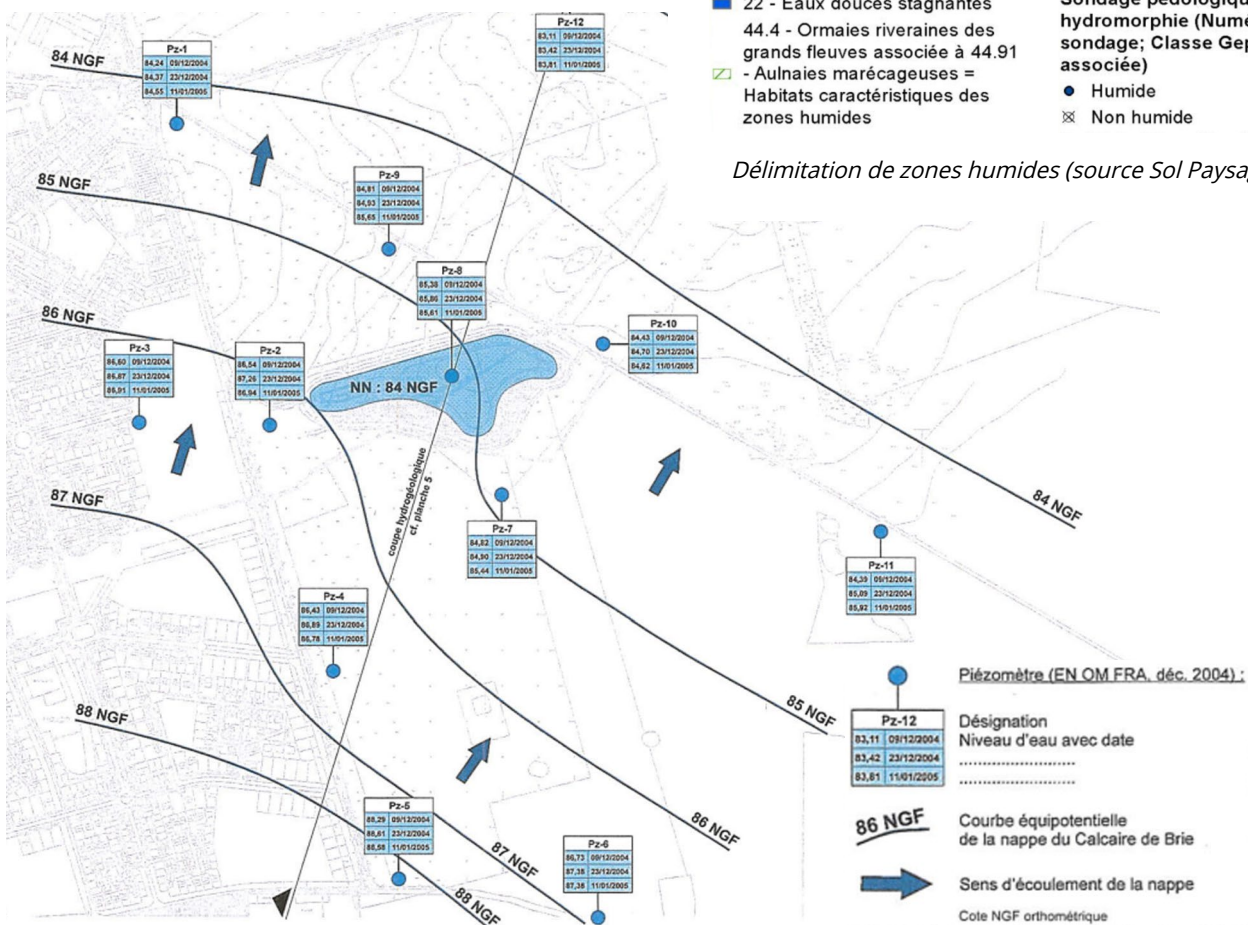 22 - Eaux douces stagnantes
44.4 - Ormaies riveraines des
grands fleuves associée à 44.91
- Aulnaies marécageuses =
Habitats caractéristiques des
zones humides
hydromorphie (Nume
sondage; Classe Gep
associée)
Humide
Non humide
Délimitation de zones humides (source Sol Paysa
84 NGF
Pz-1
84,24 09/12/2004
84,37 23/12/2004
84,55 11/01/2005
Pz-12
83,11 09/12/2004
83,42 23/12/2004
83,81 11/01/2005
85 NGF
Pz-9
84,81 09/12/2004
84,93 23/12/2004
85,65 11/01/2005
Pz-8
85,38 09/12/2004
85,86 23/12/2004
85,61 11/01/2005
86 NGF
Pz-3
86,60 09/12/2004
86,87 23/12/2004
86,91 11/01/2005
Pz-2
86,54 09/12/2004
87,26 23/12/2004
86,94 11/01/2005
NN : 84 NGF
Pz-10
84,43 09/12/2004
84,70 23/12/2004
84,62 11/01/2005
coupe hydrogéologique
cf. planche 5
87 NGF
84 NGF
Pz-7
84,82 09/12/2004
84,90 23/12/2004
85,44 11/01/2005
Pz-11
84,39 09/12/2004
85,09 23/12/2004
85,92 11/01/2005
Pz-4
86,43 09/12/2004
86,89 23/12/2004
86,78 11/01/2005
88 NGF
85 NGF
Pz-5
88,29 09/12/2004
88,61 23/12/2004
88,58 11/01/2005
86 NGF
87 NGF
88 NGF
Pz-6
86,73 09/12/2004
87,38 23/12/2004
87,38 11/01/2005
Piézomètre (EN OM FRA, déc. 2004) :
Pz-12
83,11 09/12/2004
83,42 23/12/2004
83,81 11/01/2005
Désignation
Niveau d'eau avec date
........................
........................
86 NGF
Courbe équipotentielle
de la nappe du Calcaire de Brie
Sens d'écoulement de la nappe
Cote NGF orthométrique